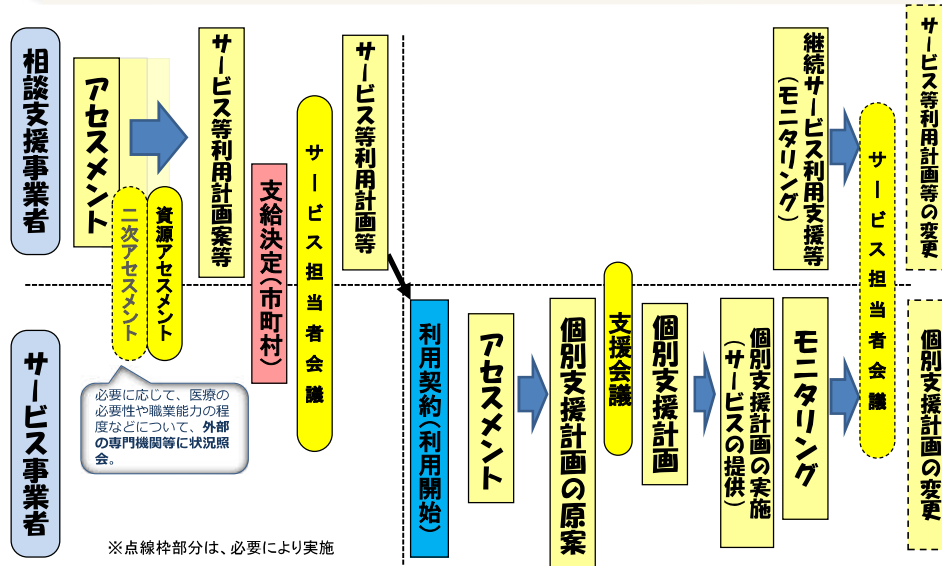 相談支援事業者
アセスメント
二次アセスメント
資源アセスメント
サービス等利用計画案等
支給決定(市町村)
サービス担当者会議
サービス等利用計画等
継続サービス利用支援等
(モニタリング)
サービス担当者会議
サービス等利用計画等の変更
サービス事業者
必要に応じて、医療の
必要性や職業能力の程
度などについて、外部
の専門機関等に状況照
会。
利用契約(利用開始)
アセスメント
個別支援計画の原案
支援会議
個別支援計画
個別支援計画の実施
(サービスの提供)
モニタリング
個別支援計画の変更
※点線枠部分は、必要により実施